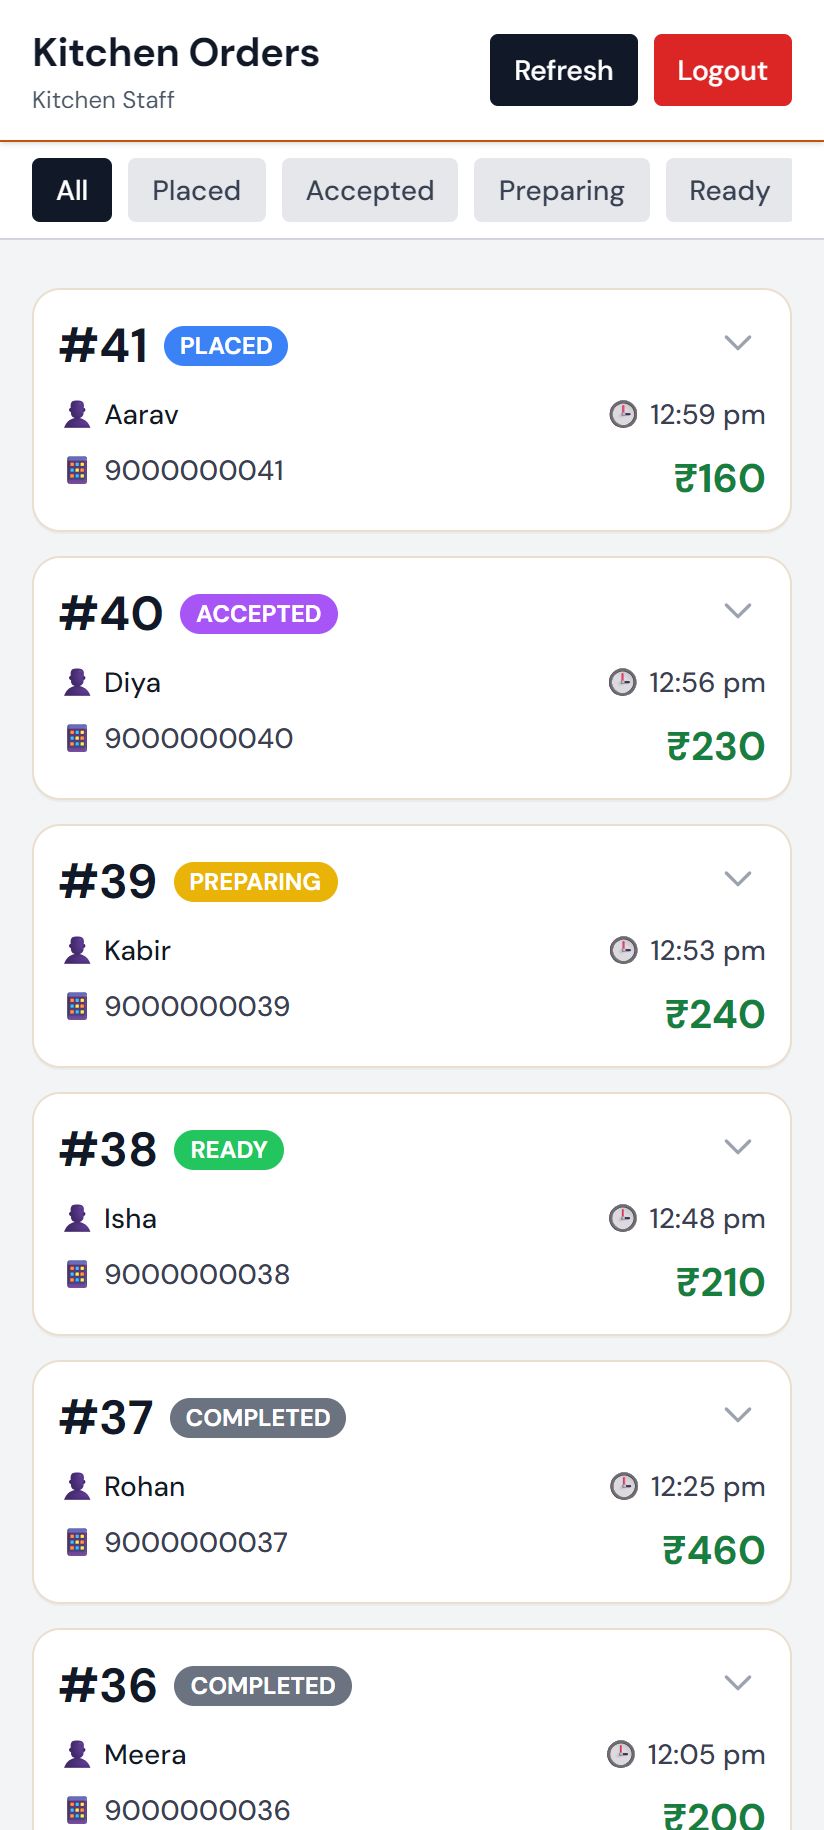 Kitchen Orders
Kitchen Staff
Refresh
Logout
All
Placed
Accepted
Preparing
Ready
#41 PLACED
Aarav
12:59 pm
9000000041
₹160
#40 ACCEPTED
Diya
12:56 pm
9000000040
₹230
#39 PREPARING
Kabir
12:53 pm
9000000039
₹240
#38 READY
Isha
12:48 pm
9000000038
₹210
#37 COMPLETED
Rohan
12:25 pm
9000000037
₹460
#36 COMPLETED
Meera
12:05 pm
9000000036
₹200